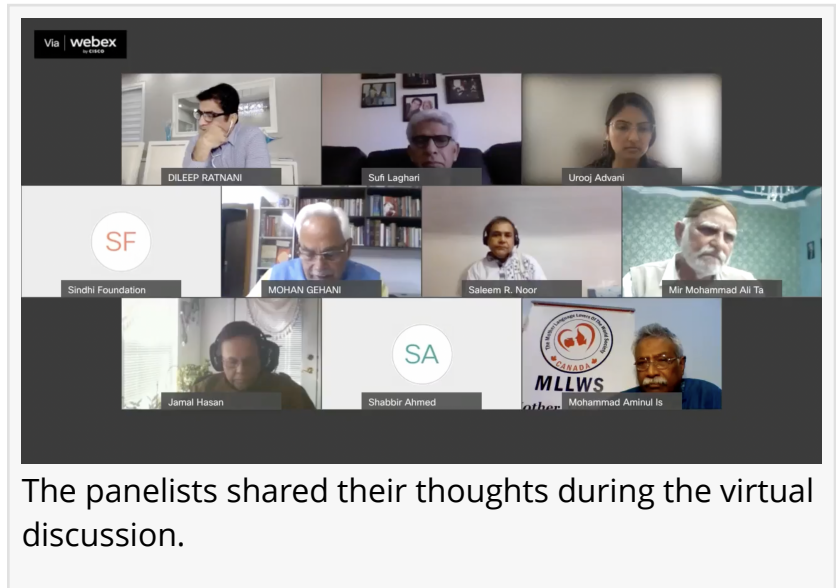 Via webex
by CISCO
DILEEP RATNANI
Sufi Laghari
Urooj Advani
SF
Sindhi Foundation
MOHAN GEHANI
Saleem R. Noor
Mir Mohammad Ali Ta
Jamal Hasan
SA
Shabbir Ahmed
CANADA
MLLWS
Mohammad Aminul Is
The panelists shared their thoughts during the virtual
discussion.